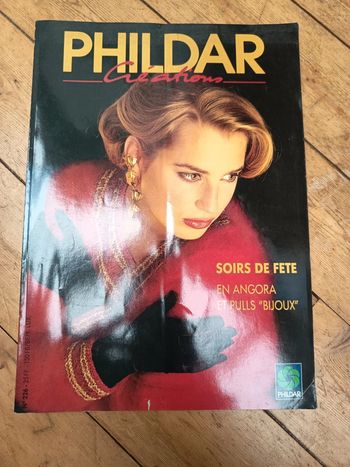 PHILDAR
Créations
SOIRS DE FETE
EN ANGORA
ET PULLS "BIJOUX"
PHILDAR